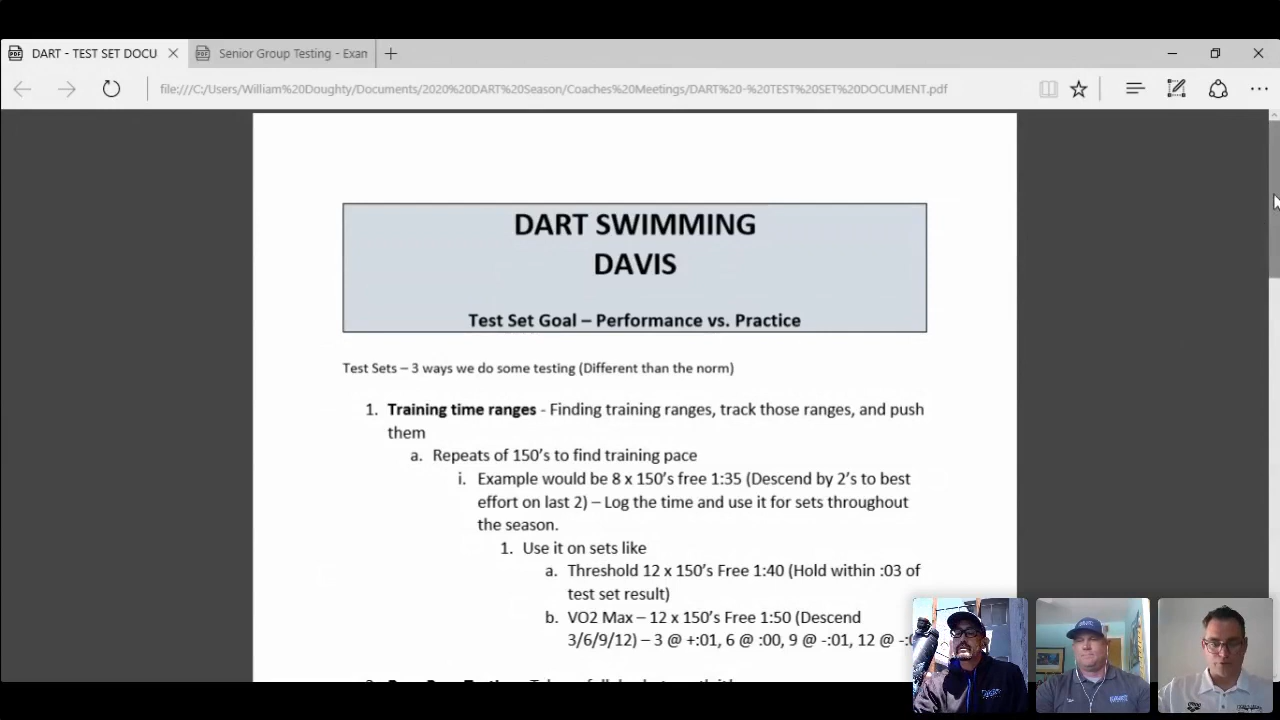 DART - TEST SET DOCU
Senior Group Testing - Exan
file:///C:/Users/William%20Doughty/Documents/2020%20DART%20Season/Coaches%20Meetings/DART%20-%20TEST%20SET%20DOCUMENT.pdf
DART SWIMMING
DAVIS
Test Set Goal – Performance vs. Practice
Test Sets – 3 ways we do some testing (Different than the norm)
1. Training time ranges - Finding training ranges, track those ranges, and push
them
a. Repeats of 150’s to find training pace
i. Example would be 8 x 150’s free 1:35 (Descend by 2’s to best
effort on last 2) – Log the time and use it for sets throughout
the season.
1. Use it on sets like
a. Threshold 12 x 150’s Free 1:40 (Hold within :03 of
test set result)
b. VO2 Max – 12 x 150’s Free 1:50 (Descend
3/6/9/12) – 3 @ +:01, 6 @ :00, 9 @ -:01, 12 @